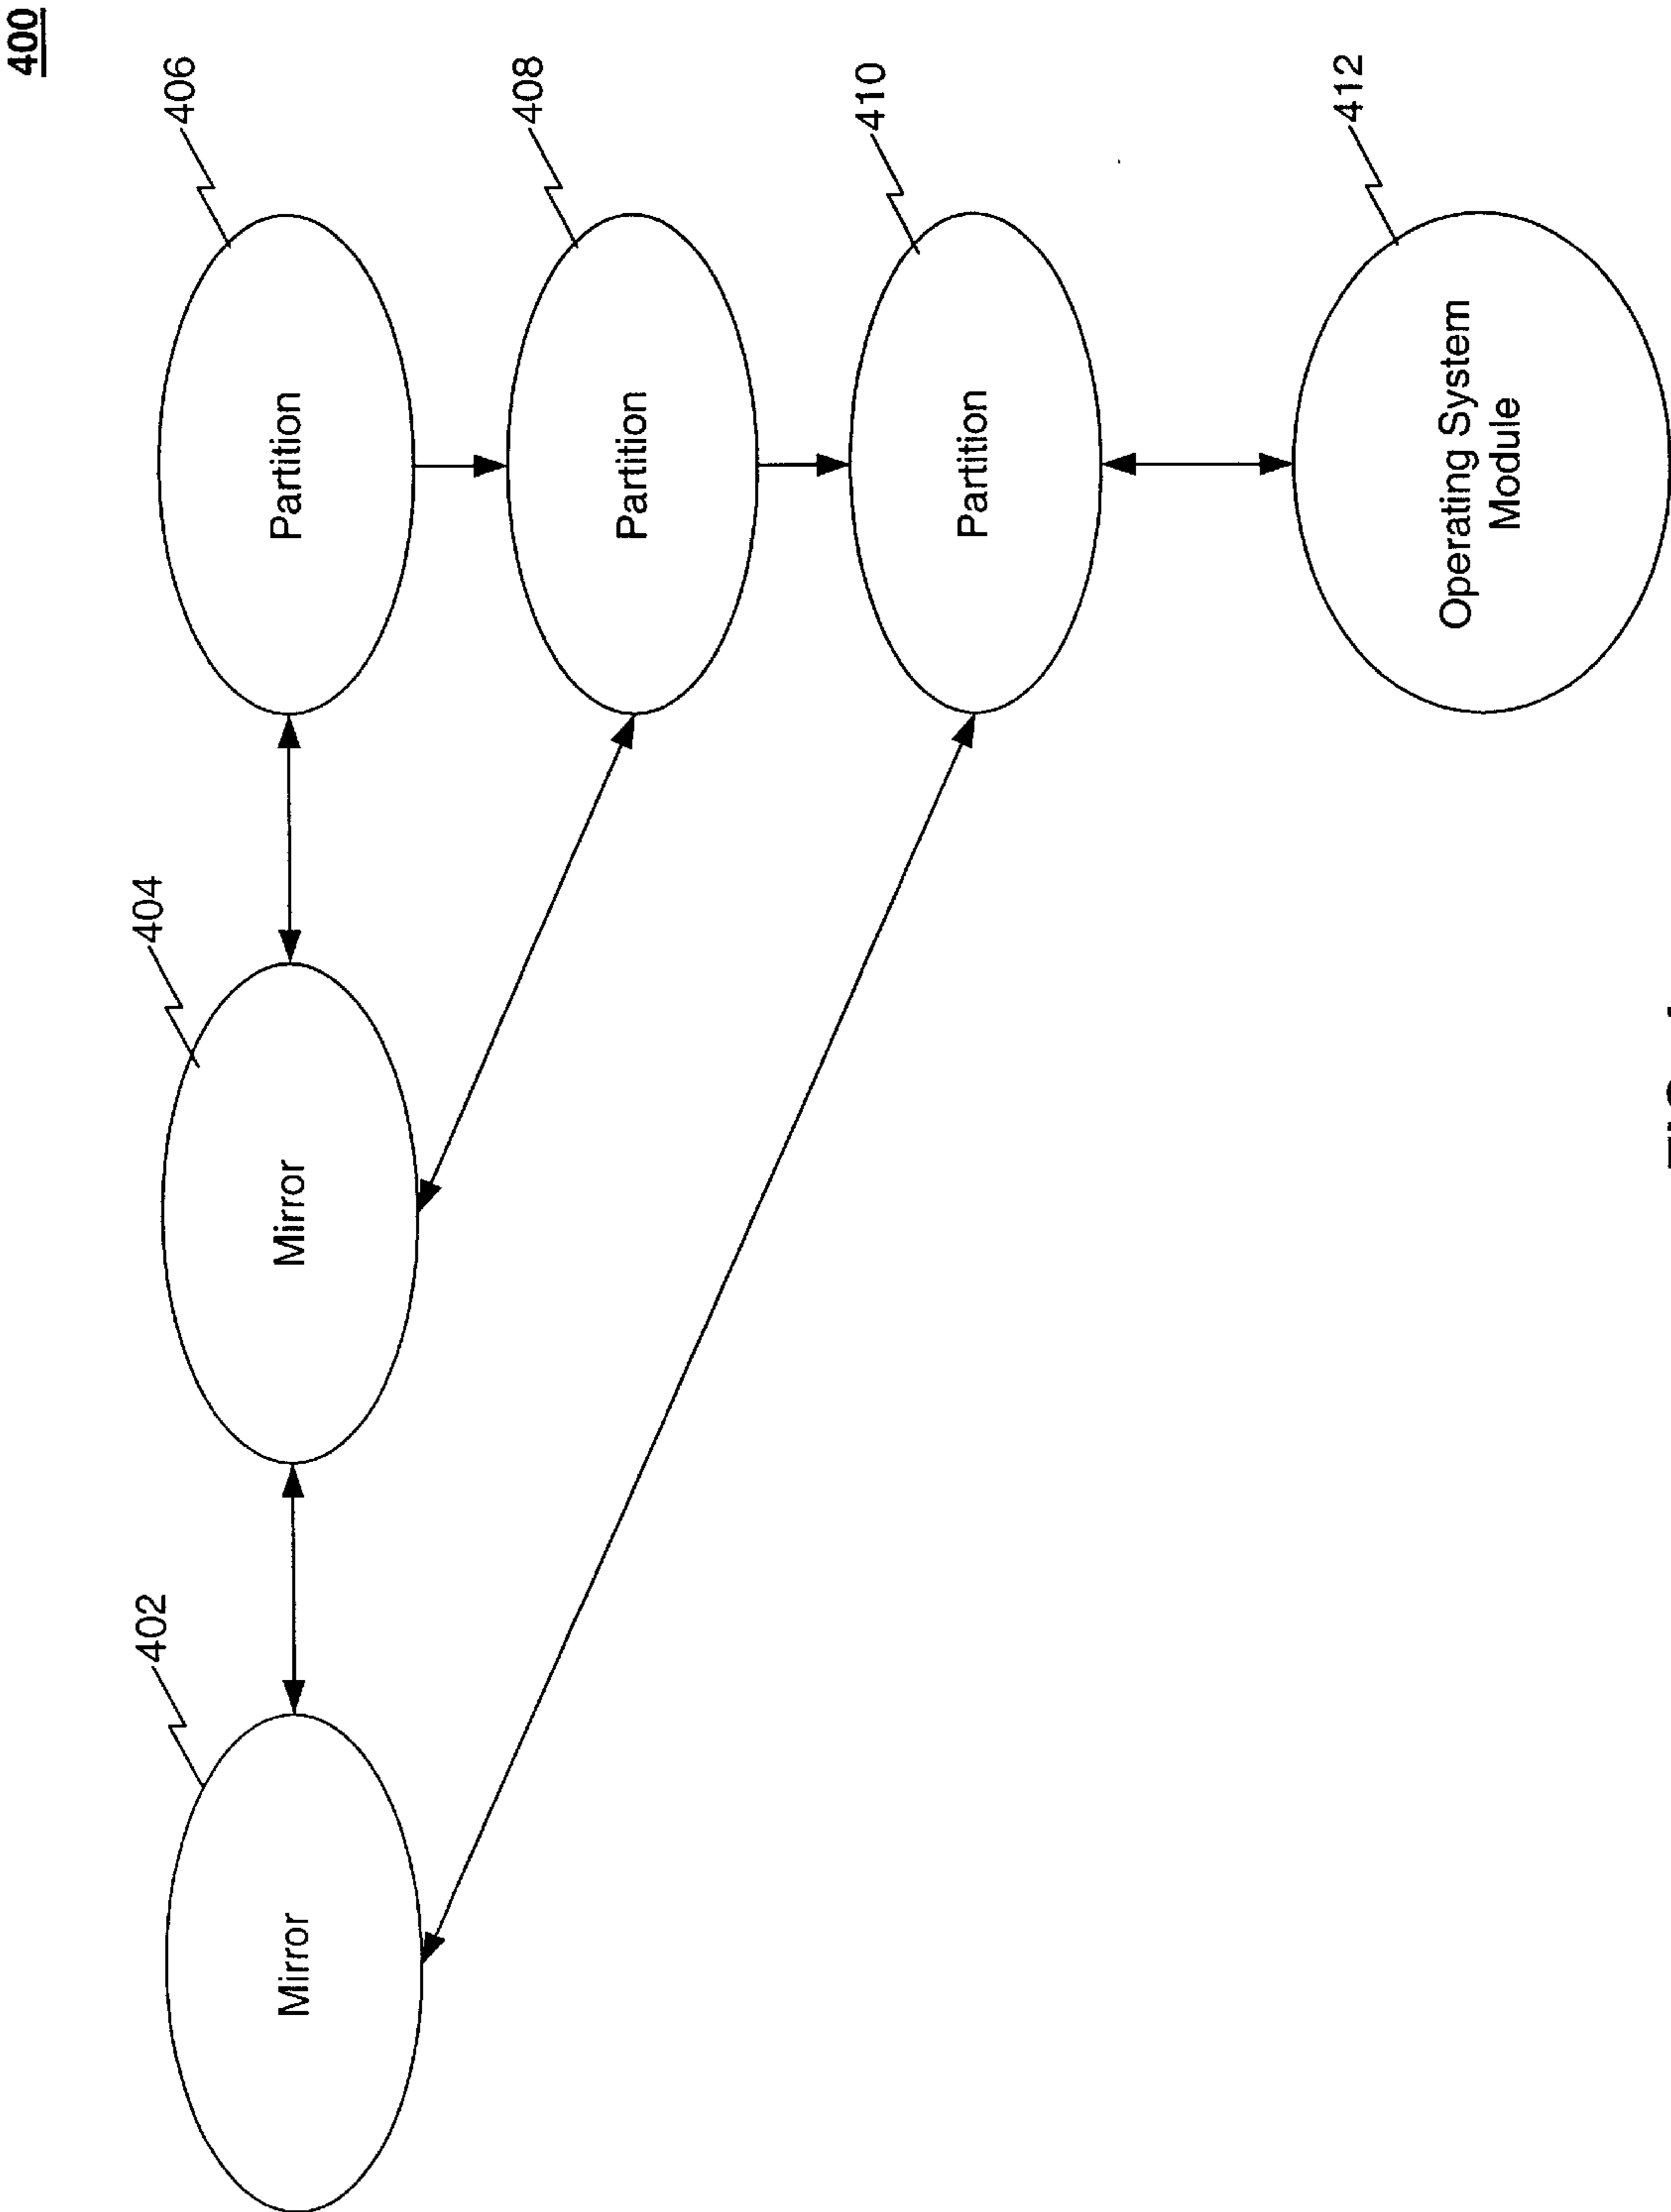 400
402
404
406
Mirror
Mirror
Partition
408
Partition
410
Partition
412
Operating System
Module